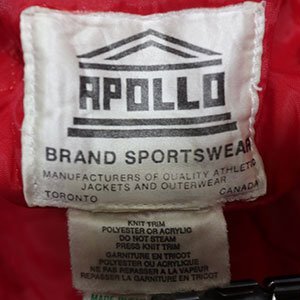 APOLLO
BRAND SPORTSWEAR
MANUFACTURERS OF QUALITY ATHLETIC
JACKETS AND OUTERWEAR
TORONTO CANADA
KNIT TRIM
POLYESTER OR ACRYLIC
DO NOT STEAM
PRESS KNIT TRIM
GARNITURE EN TRICOT
POLYESTER OU ACRYLIQUE
NE PAS REPASSER A LA VAPEUR
REPASSER GARNITURE EN TRICOT
MADE